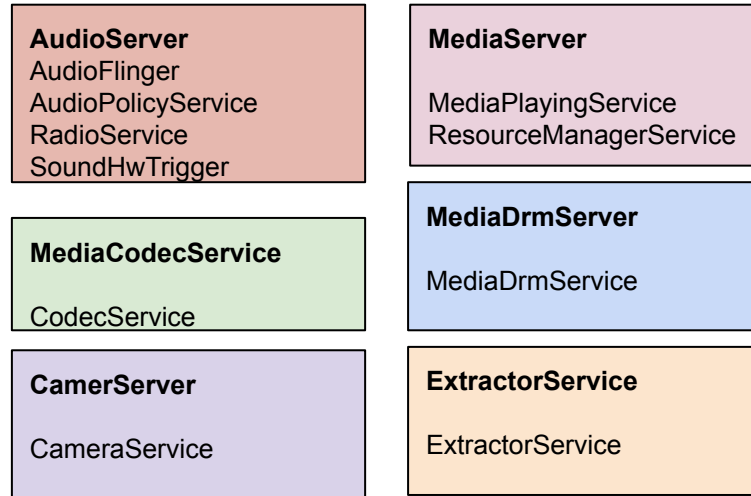 AudioServer
AudioFlinger
AudioPolicyService
RadioService
SoundHwTrigger
MediaServer
MediaPlayingService
ResourceManagerService
MediaCodecService
CodecService
MediaDrmServer
MediaDrmService
CamerServer
CameraService
ExtractorService
ExtractorService